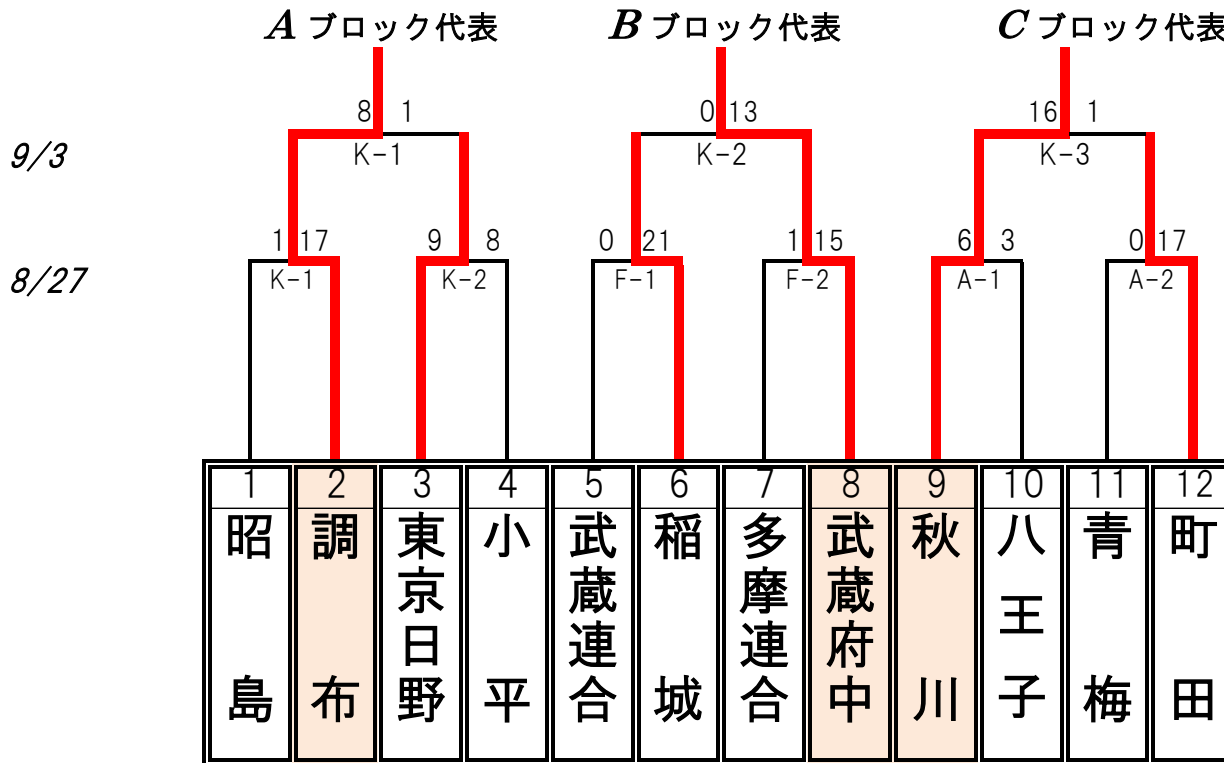 A ブロック代表
B ブロック代表
C ブロック代表
8 1
0 13
16 1
9/3
K-1
K-2
K-3
1 17
9 8
0 21
1 15
6 3
0 17
8/27
K-1
K-2
F-1
F-2
A-1
A-2
1
2
3
4
5
6
7
8
9
10
11
12
昭島
調布
東京日野
小平
武蔵連合
稲城
多摩連合
武蔵府中
秋川
八王子
青梅
町田